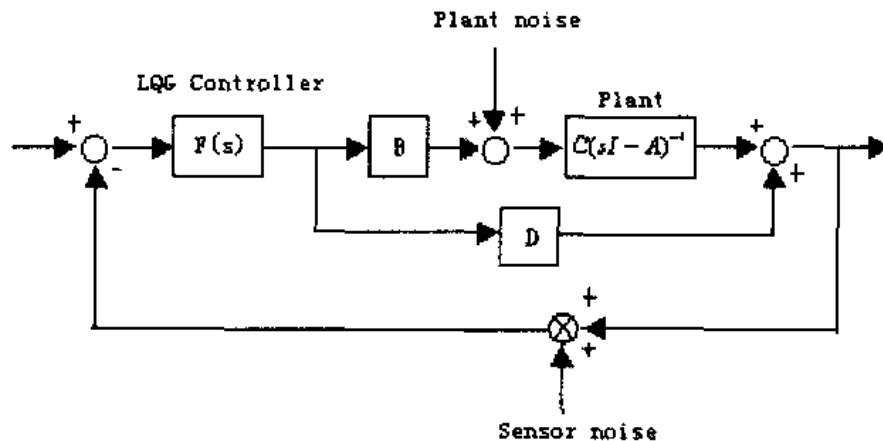 Plant noise
LQG Controller
Plant
+
+
+
+
F(s)
B
C(sI − A)⁻¹
-
+
D
+
+
Sensor noise